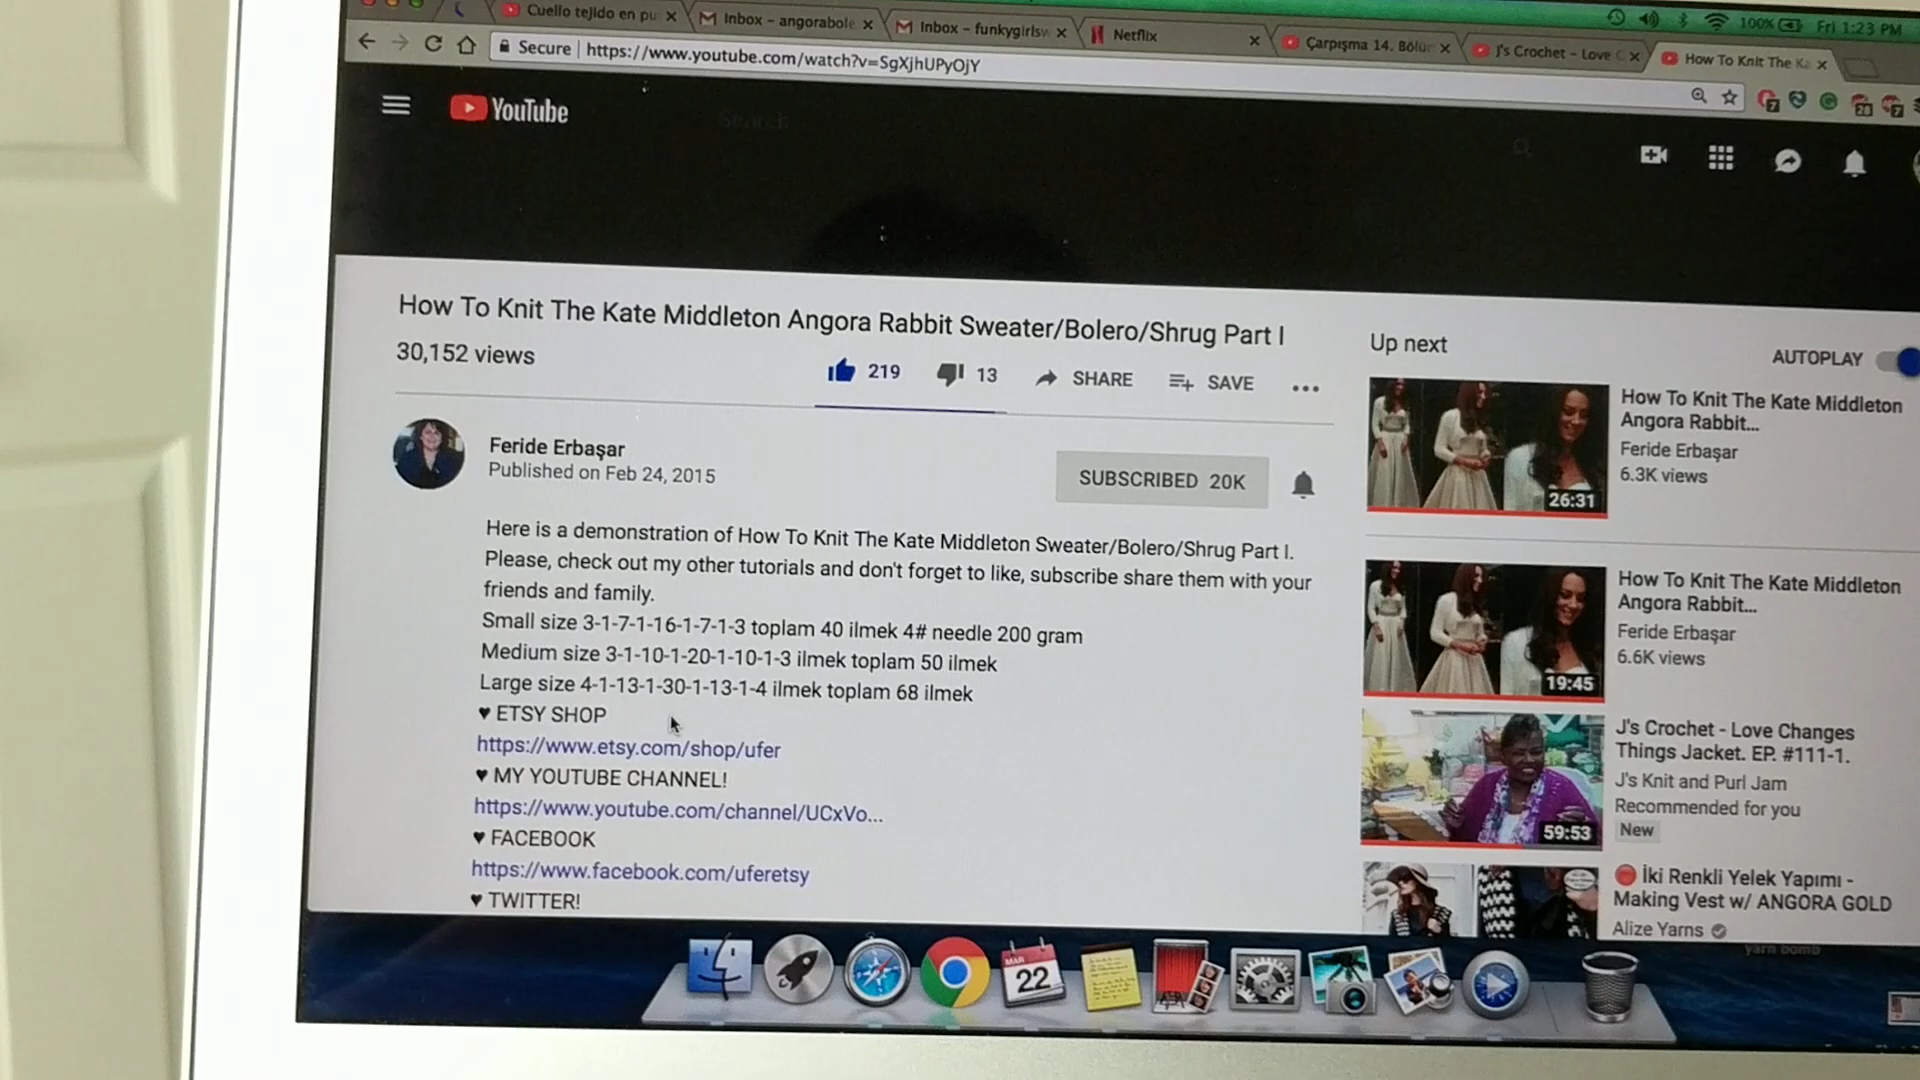 Cuello tejido en pu
Inbox – angorabole
Inbox – funkygirlsw
Netflix
Çarpışma 14. Bölür
J's Crochet – Love C
How To Knit The Ka
100%
Fri 1:23 PM
Secure | https://www.youtube.com/watch?v=SgXjhUPyOjY
YouTube
Search
How To Knit The Kate Middleton Angora Rabbit Sweater/Bolero/Shrug Part I
30,152 views
219
13
SHARE
SAVE
Feride Erbaşar
Published on Feb 24, 2015
SUBSCRIBED 20K
Here is a demonstration of How To Knit The Kate Middleton Sweater/Bolero/Shrug Part I.
Please, check out my other tutorials and don't forget to like, subscribe share them with your
friends and family.
Small size 3-1-7-1-16-1-7-1-3 toplam 40 ilmek 4# needle 200 gram
Medium size 3-1-10-1-20-1-10-1-3 ilmek toplam 50 ilmek
Large size 4-1-13-1-30-1-13-1-4 ilmek toplam 68 ilmek
♥ ETSY SHOP
https://www.etsy.com/shop/ufer
♥ MY YOUTUBE CHANNEL!
https://www.youtube.com/channel/UCxVo...
♥ FACEBOOK
https://www.facebook.com/uferetsy
♥ TWITTER!
Up next
AUTOPLAY
26:31
How To Knit The Kate Middleton
Angora Rabbit...
Feride Erbaşar
6.3K views
19:45
How To Knit The Kate Middleton
Angora Rabbit...
Feride Erbaşar
6.6K views
59:53
J's Crochet - Love Changes
Things Jacket. EP. #111-1.
J's Knit and Purl Jam
Recommended for you
New
İki Renkli Yelek Yapımı -
Making Vest w/ ANGORA GOLD
Alize Yarns
yarn bomb
MAR
22